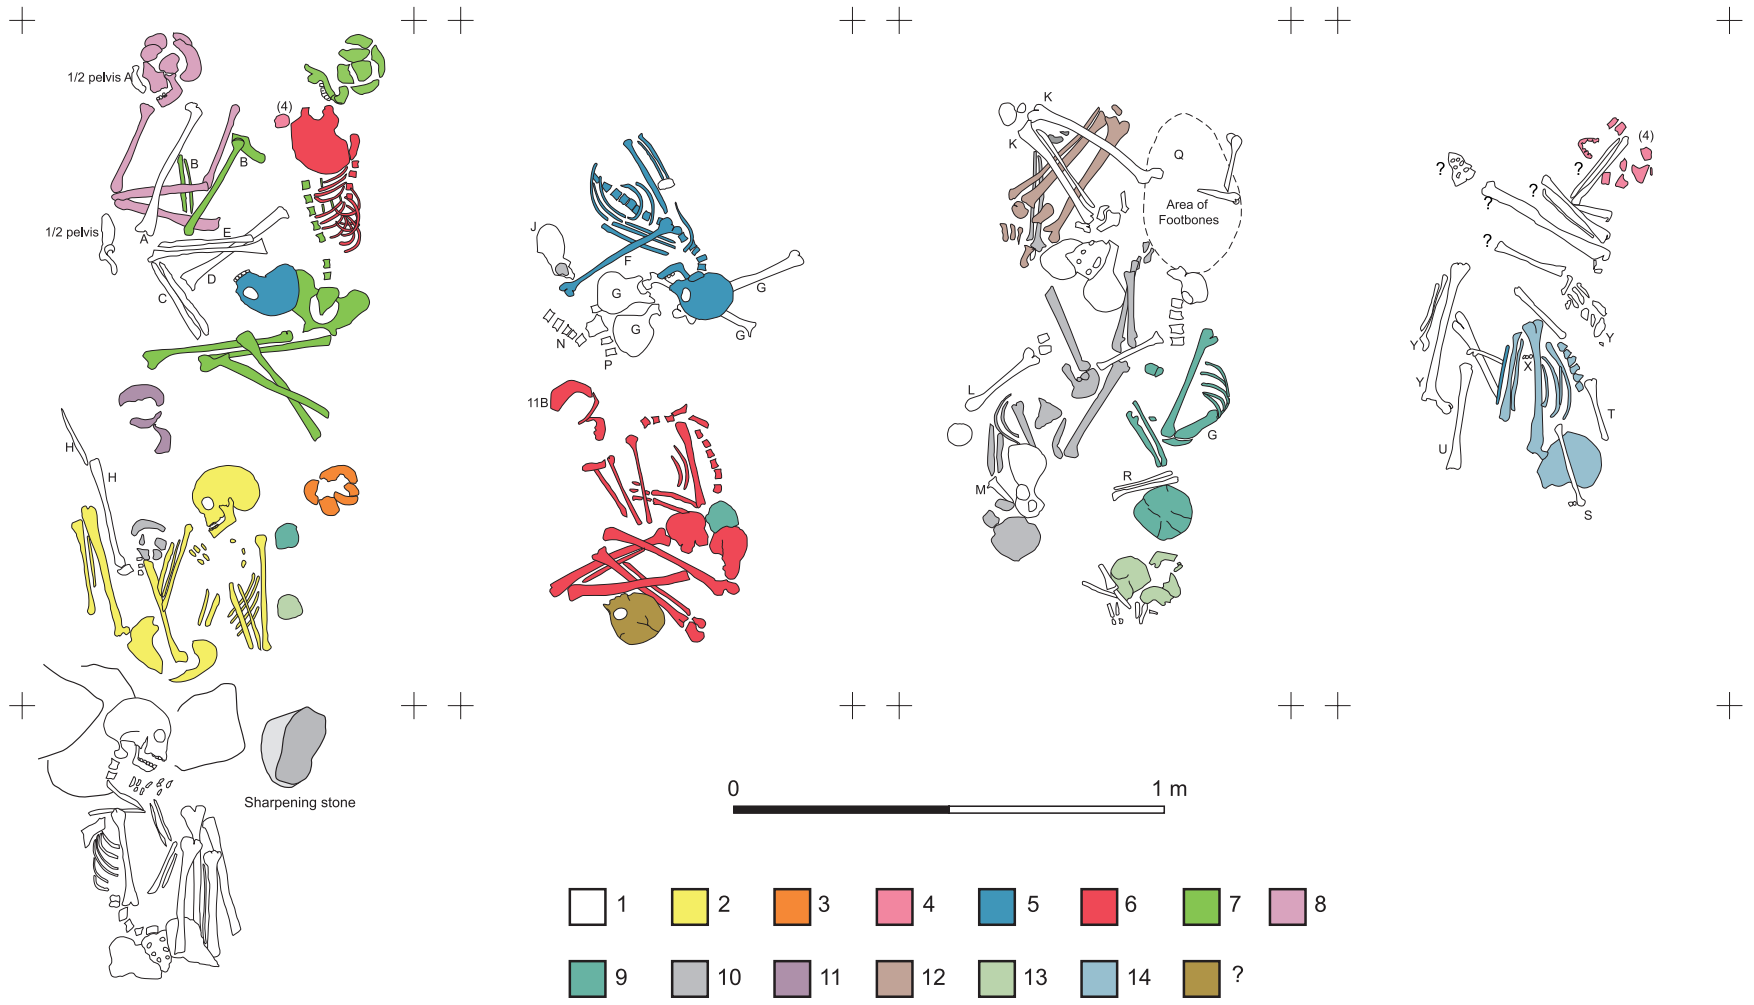 1/2 pelvis A
(4)
B
B
1/2 pelvis
A
E
D
C
H
H
Sharpening stone
J
F
G
G
G
G
N
P
11B
K
K
Q
Area of
Footbones
L
M
R
G
(4)
?
?
?
?
?
Y
Y
Y
X
T
U
S
0
1 m
1
2
3
4
5
6
7
8
9
10
11
12
13
14
?